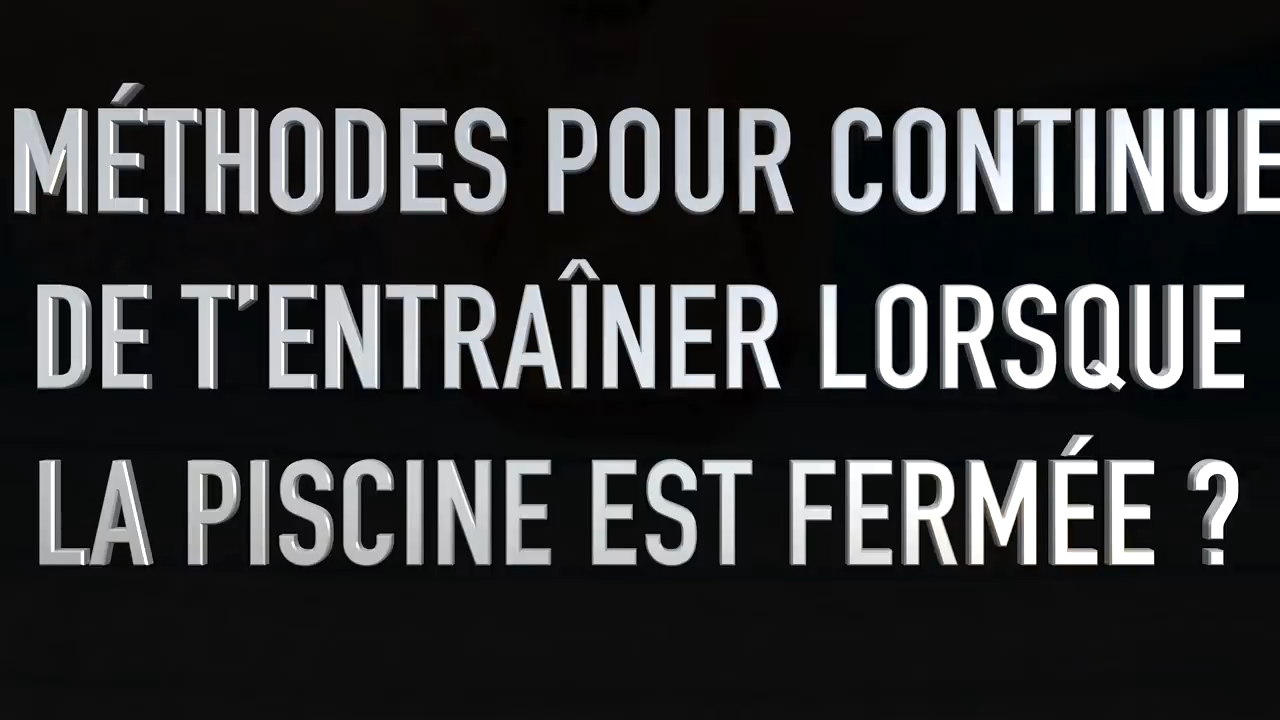 MÉTHODES POUR CONTINUE
DE T'ENTRAÎNER LORSQUE
LA PISCINE EST FERMÉE ?